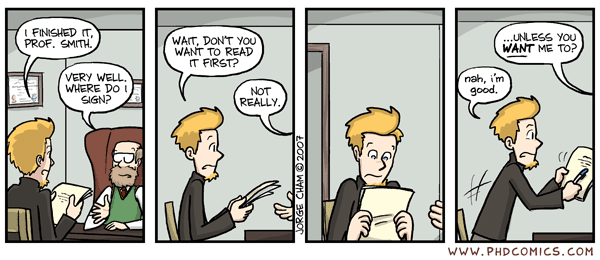 I FINISHED IT,
PROF. SMITH.
VERY WELL.
WHERE DO I
SIGN?
WAIT, DON'T YOU
WANT TO READ
IT FIRST?
NOT
REALLY.
JORGE CHAM © 2007
...UNLESS YOU
WANT ME TO?
nah, i'm
good.
WWW.PHDCOMICS.COM